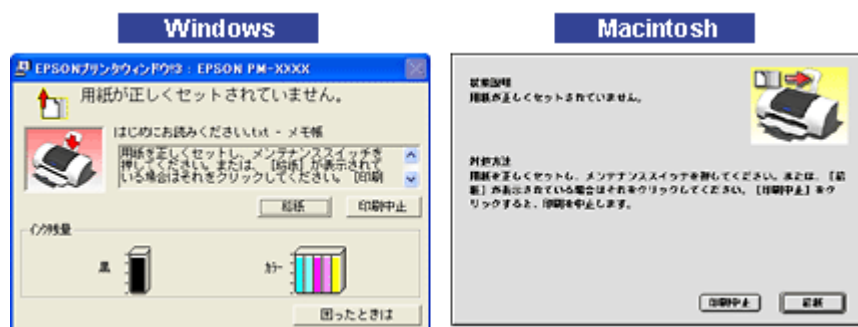 Windows
EPSONプリンタウィンドウ!3 : EPSON PM-XXXX
用紙が正しくセットされていません。
はじめにお読みください.txt - メモ帳
用紙を正しくセットし、メンテナンススイッチを
押してください。または、［給紙］が表示されて
いる場合はそれをクリックしてください。［印刷
給紙
印刷中止
インク残量
黒
カラー
困ったときは
Macintosh
状態説明
用紙が正しくセットされていません。
対処方法
用紙を正しくセットし、メンテナンススイッチを押してください。または、［給
紙］が表示されている場合はそれをクリックしてください。［印刷中止］をク
リックすると、印刷を中止します。
印刷中止
給紙